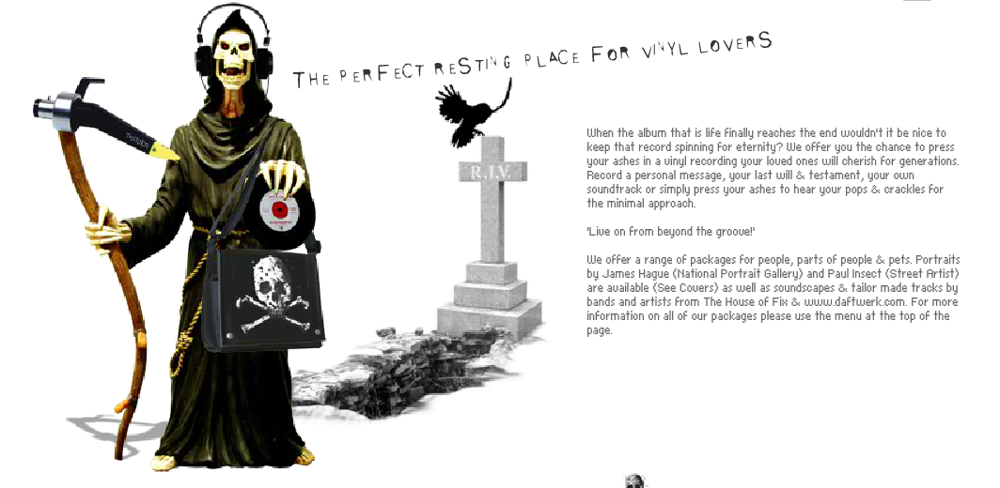 THE PERFECT RESTING PLACE FOR VINYL LOVERS
R.I.V.
When the album that is life finally reaches the end wouldn't it be nice to
keep that record spinning for eternity? We offer you the chance to press
your ashes in a vinyl recording your loved ones will cherish for generations.
Record a personal message, your last will & testament, your own
soundtrack or simply press your ashes to hear your pops & crackles for
the minimal approach.
'Live on from beyond the groove!'
We offer a range of packages for people, parts of people & pets. Portraits
by James Hague (National Portrait Gallery) and Paul Insect (Street Artist)
are available (See Covers) as well as soundscapes & tailor made tracks by
bands and artists from The House of Fix & www.daftwerk.com. For more
information on all of our packages please use the menu at the top of the
page.